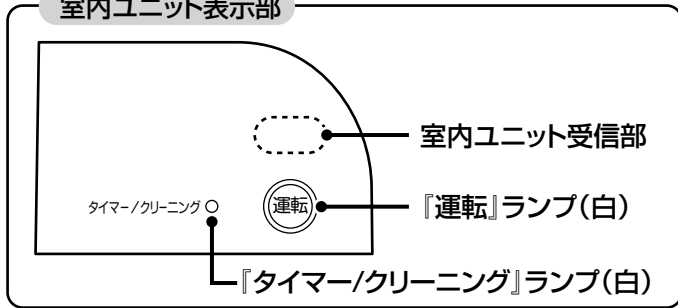 室内ユニット表示部
室内ユニット受信部
タイマー/クリーニング
運転
『運転』ランプ(白)
『タイマー/クリーニング』ランプ(白)